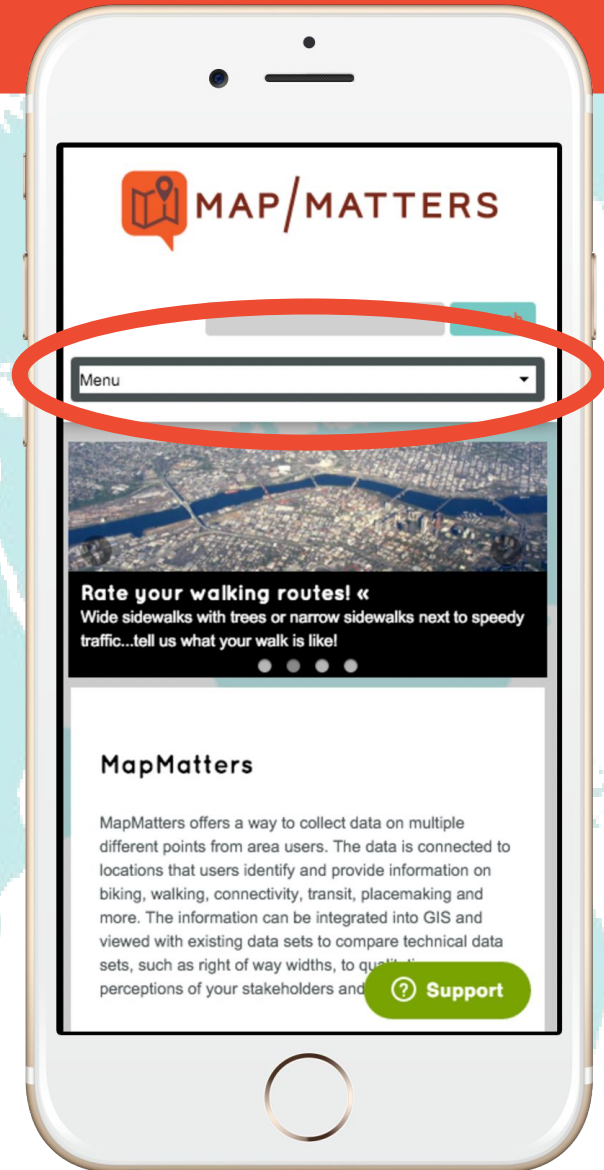 MAP/MATTERS
Menu
Rate your walking routes! «
Wide sidewalks with trees or narrow sidewalks next to speedy
traffic...tell us what your walk is like!
MapMatters
MapMatters offers a way to collect data on multiple
different points from area users. The data is connected to
locations that users identify and provide information on
biking, walking, connectivity, transit, placemaking and
more. The information can be integrated into GIS and
viewed with existing data sets to compare technical data
sets, such as right of way widths, to
perceptions of your stakeholders and
Support